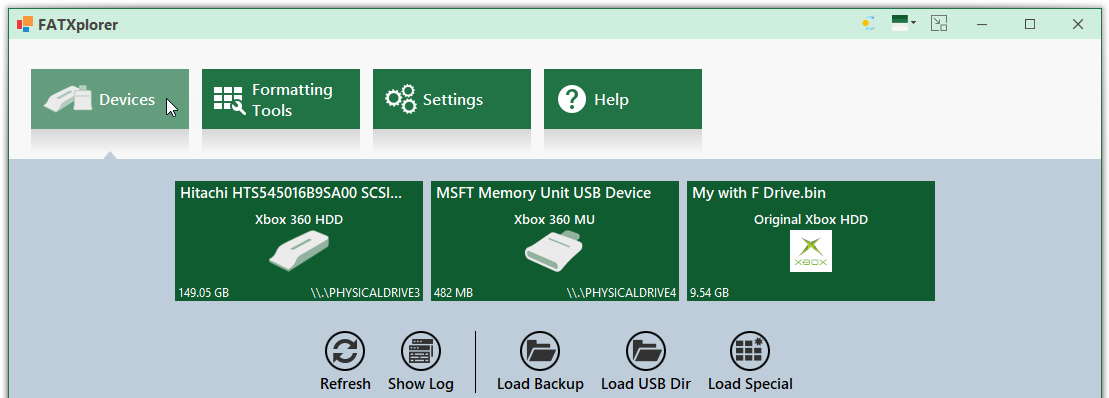 FATXplorer
Devices
Formatting
Tools
Settings
Help
Hitachi HTS545016B9SA00 SCSI...
Xbox 360 HDD
149.05 GB
\\.\PHYSICALDRIVE3
MSFT Memory Unit USB Device
Xbox 360 MU
482 MB
\\.\PHYSICALDRIVE4
My with F Drive.bin
Original Xbox HDD
XBOX
9.54 GB
Refresh
Show Log
Load Backup
Load USB Dir
Load Special